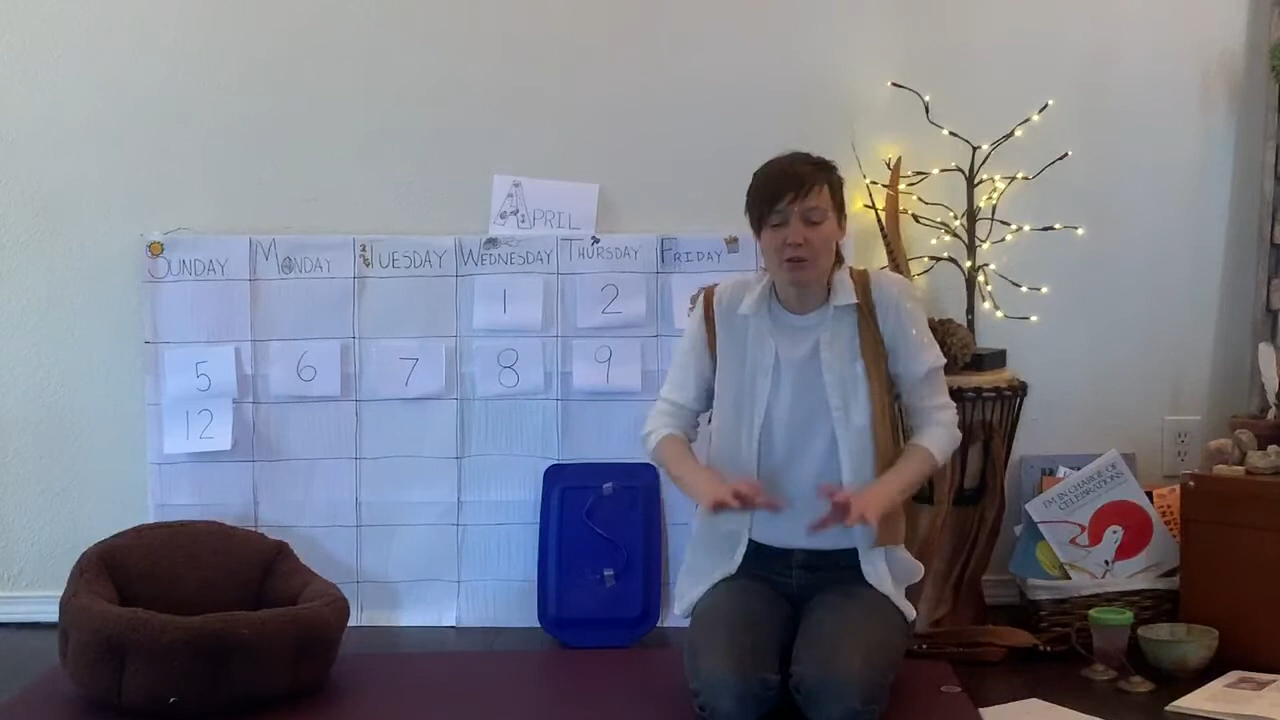 APRIL
SUNDAY MONDAY TUESDAY WEDNESDAY THURSDAY FRIDAY
1 2
5 6 7 8 9
12
I'M IN CHARGE OF
CELEBRATIONS